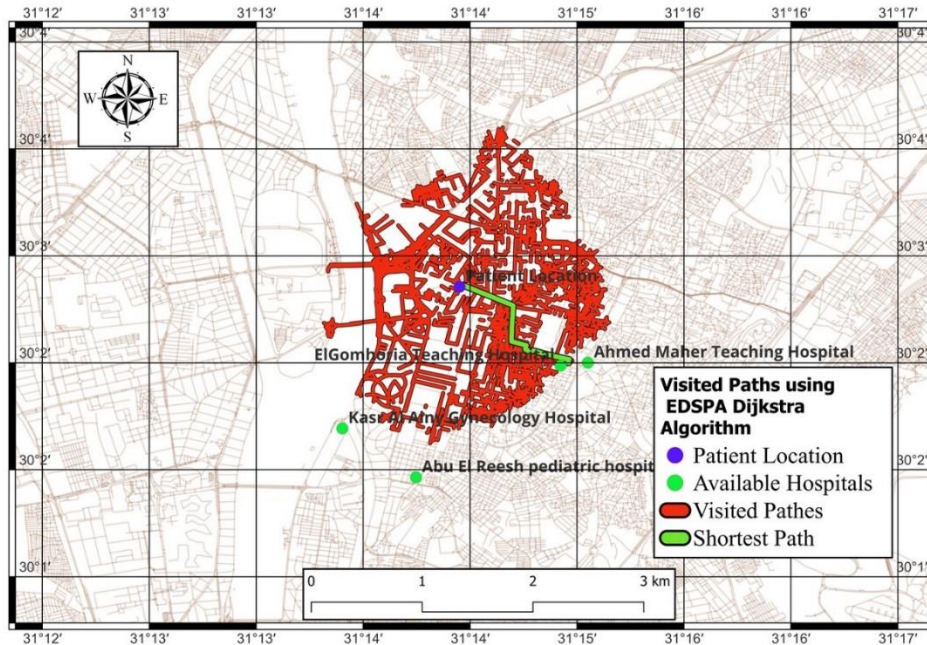 31°12' 31°13' 31°13' 31°14' 31°14' 31°15' 31°16' 31°16' 31°17'
30°4' 30°4'
N
W E
S
30°4' 30°4'
30°3' 30°3'
Patient Location
30°2' 30°2'
ElGomhoria Teaching Hospital
Ahmed Maher Teaching Hospital
Kasr Al Ainy Gynecology Hospital
Abu El Reesh pediatric hospit
30°2' 30°2'
Visited Paths using
EDSPA Dijkstra
Algorithm
Patient Location
Available Hospitals
Visited Pathes
Shortest Path
30°1' 30°1'
0 1 2 3 km
31°12' 31°13' 31°13' 31°14' 31°14' 31°15' 31°16' 31°16' 31°17'